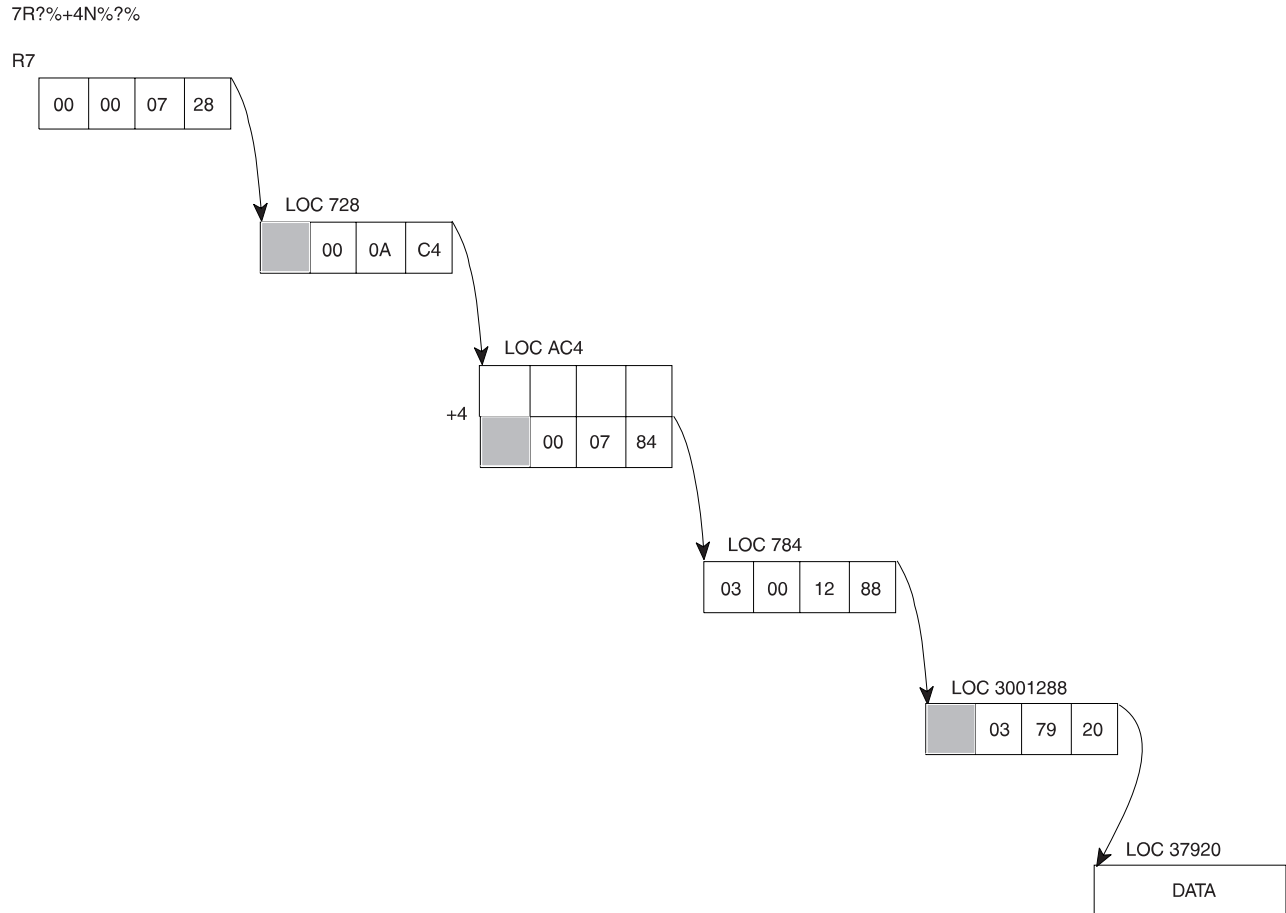 7R?%+4N%?%
R7
00 00 07 28
LOC 728
00 0A C4
LOC AC4
+4
00 07 84
LOC 784
03 00 12 88
LOC 3001288
03 79 20
LOC 37920
DATA